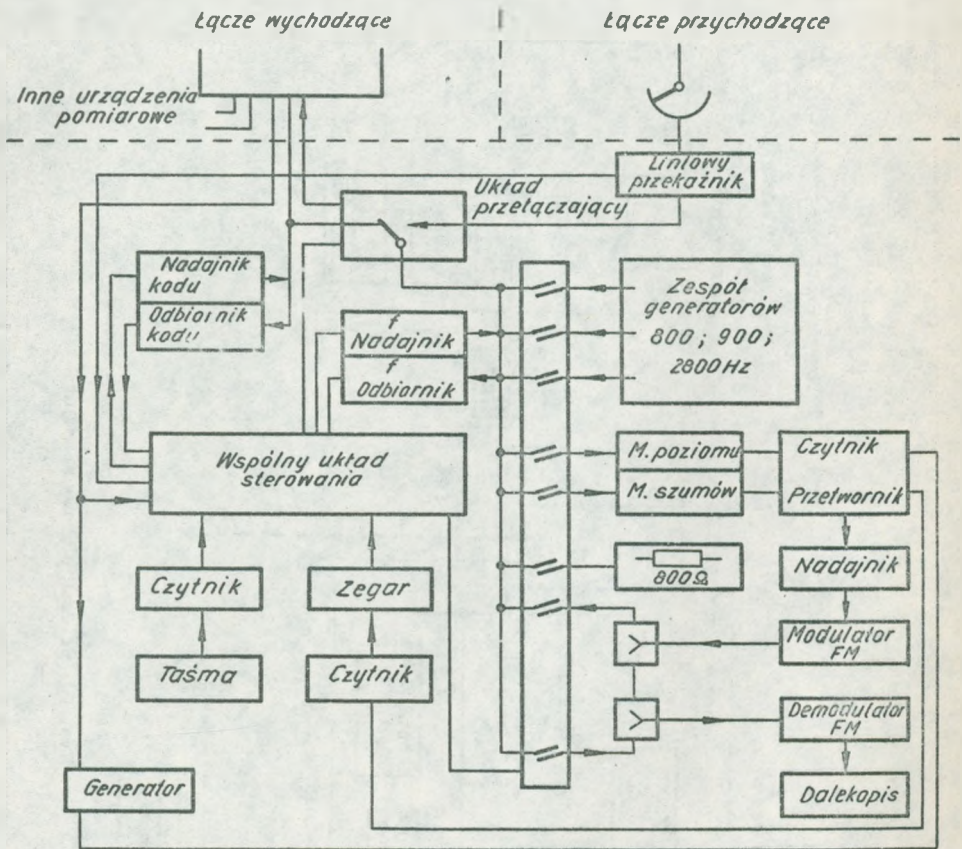 Łącze wychodzące
Łącze przychodzące
Inne urządzenia
pomiarowe
Liniowy
przekaźnik
Układ
przełączający
Nadajnik
kodu
Odbiornik
kodu
f
Nadajnik
f
Odbiornik
Zespół
generatorów
800 ; 900 ;
2800 Hz
Wspólny układ
sterowania
M. poziomu
M. szumów
Czytnik
Przetwornik
Czytnik
Zegar
800 Ω
Nadajnik
Taśma
Czytnik
Modulator
FM
Demodulator
FM
Generator
Dalekopis